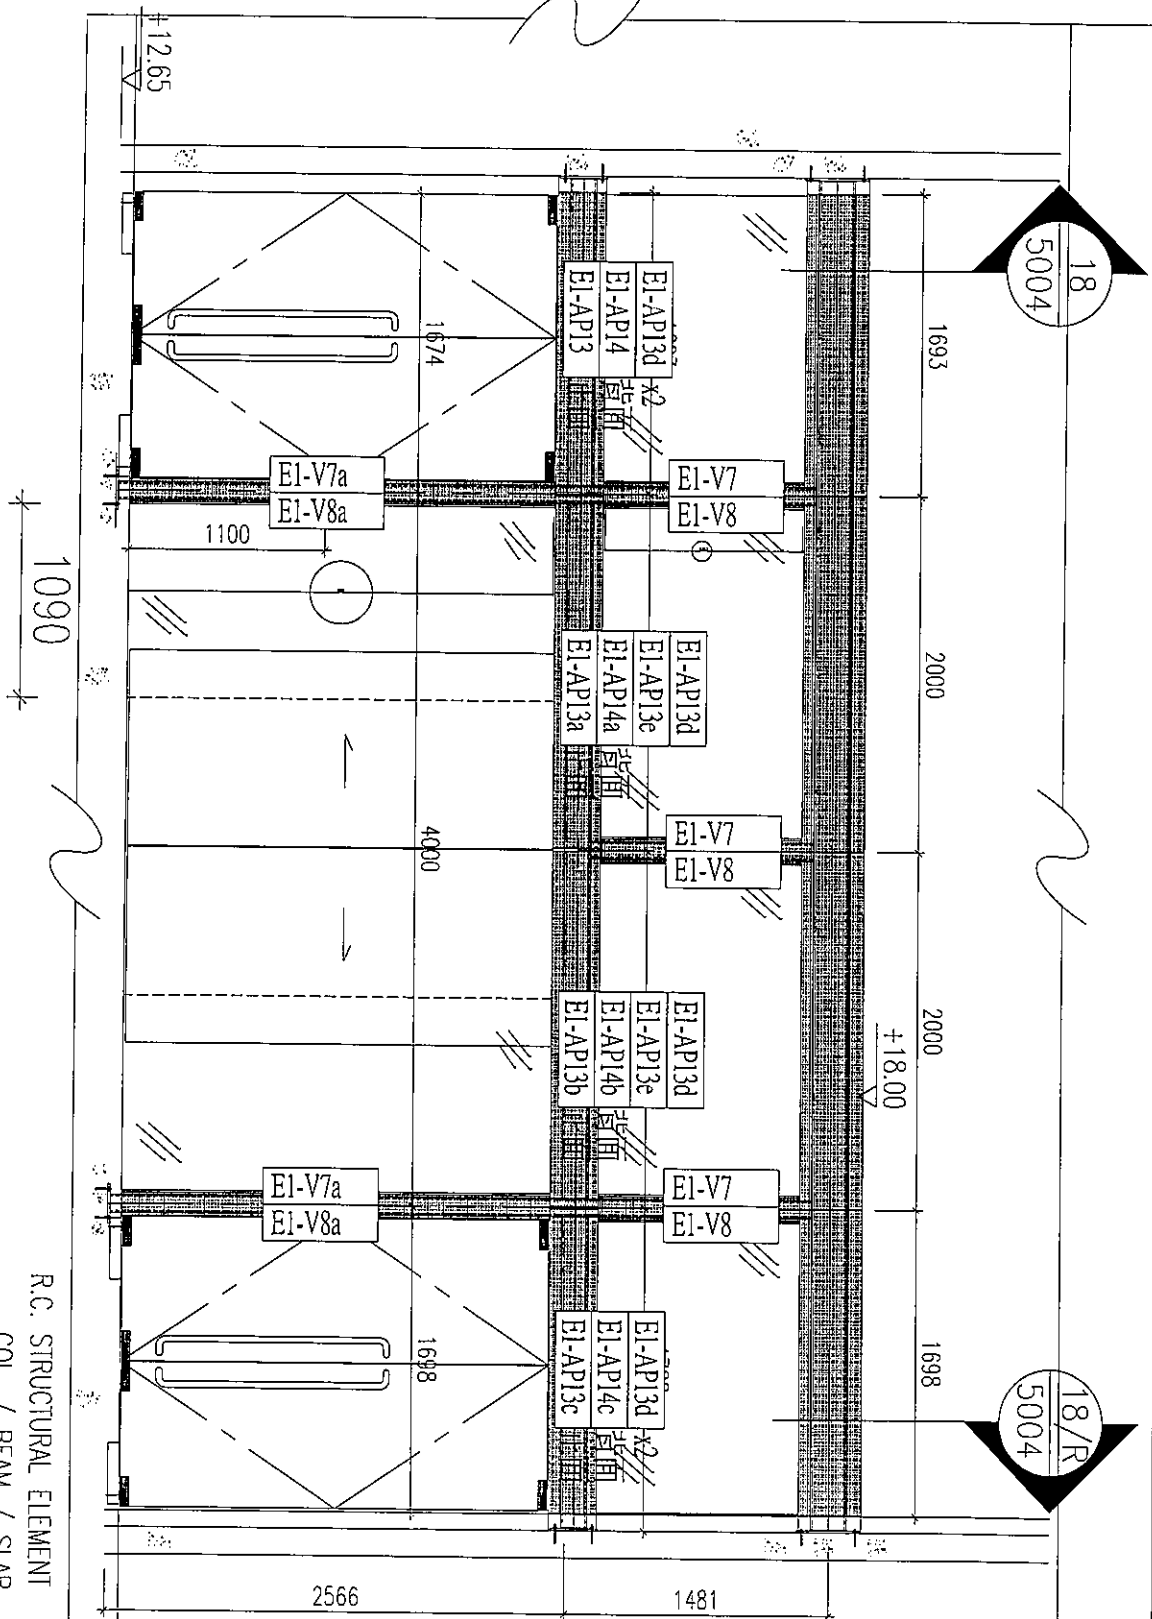 18
5004
18/R
5004
1693
2000
2000
1698
+18.00
E1-V7
E1-V8
E1-V7
E1-V8
E1-V7
E1-V8
E1-AP13d
x2
E1-AP14
E1-AP13
E1-AP13d
E1-AP13e
E1-AP14a
E1-AP13a
E1-AP13d
E1-AP13e
E1-AP14b
E1-AP13b
E1-AP13d
x2
E1-AP14c
E1-AP13c
1674
4000
1698
E1-V7a
E1-V8a
E1-V7a
E1-V8a
1100
+12.65
1090
1481
2566
R.C. STRUCTURAL ELEMENT
COL / BEAM / SLAB